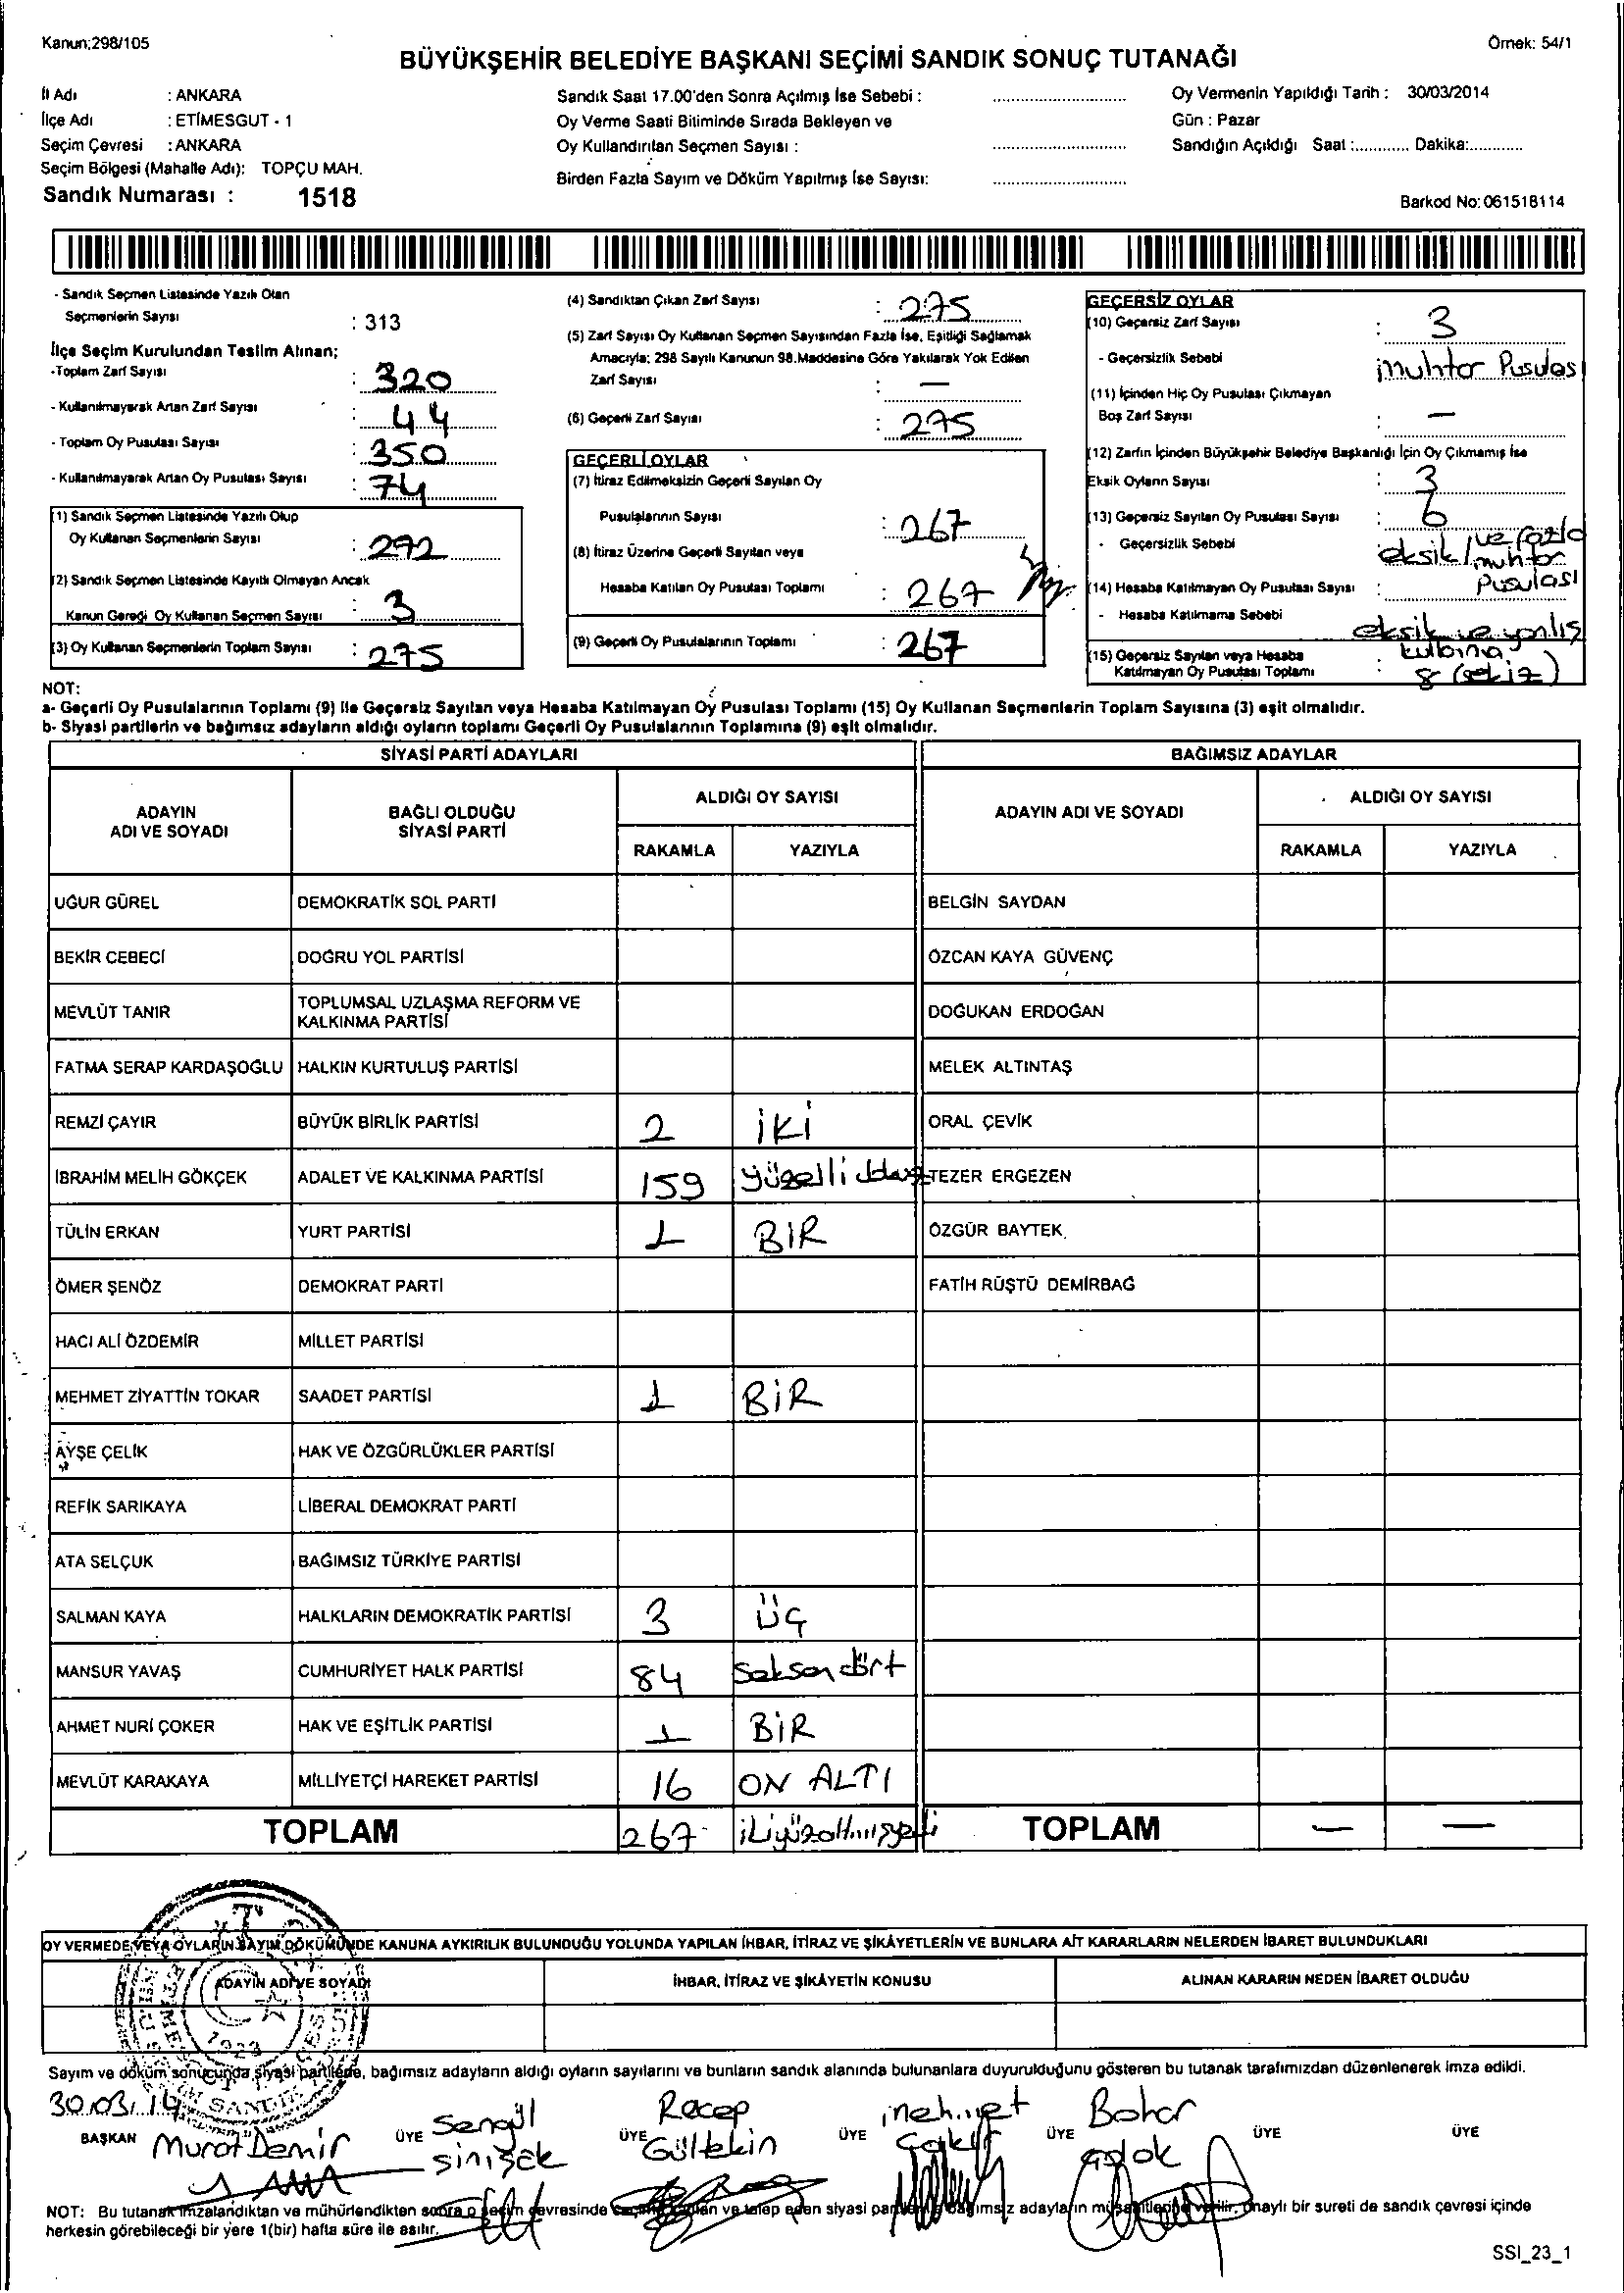 Kanun;298/105
Örnek: 54/1
BÜYÜKŞEHİR BELEDİYE BAŞKANI SEÇİMİ SANDIK SONUÇ TUTANAĞI
İl Adı : ANKARA
İlçe Adı : ETİMESGUT - 1
Seçim Çevresi : ANKARA
Seçim Bölgesi (Mahalle Adı): TOPÇU MAH.
Sandık Numarası : 1518
Sandık Saat 17.00'den Sonra Açılmış İse Sebebi :
Oy Verme Saati Bitiminde Sırada Bekleyen ve
Oy Kullandırılan Seçmen Sayısı :
Birden Fazla Sayım ve Döküm Yapılmış İse Sayısı:
Oy Vermenin Yapıldığı Tarih : 30/03/2014
Gün : Pazar
Sandığın Açıldığı Saat :............ Dakika:............
Barkod No: 061518114
- Sandık Seçmen Listesinde Yazılı Olan
Seçmenlerin Sayısı : 313
İlçe Seçim Kurulundan Teslim Alınan;
-Toplam Zarf Sayısı : 320
- Kullanılmayarak Artan Zarf Sayısı : 44
- Toplam Oy Pusulası Sayısı : 350
- Kullanılmayarak Artan Oy Pusulası Sayısı : 74
(1) Sandık Seçmen Listesinde Yazılı Olup
Oy Kullanan Seçmenlerin Sayısı : 272
(2) Sandık Seçmen Listesinde Kayıtlı Olmayan Ancak
Kanun Gereği Oy Kullanan Seçmen Sayısı : 3
(3) Oy Kullanan Seçmenlerin Toplam Sayısı : 275
(4) Sandıktan Çıkan Zarf Sayısı : 275
(5) Zarf Sayısı Oy Kullanan Seçmen Sayısından Fazla İse, Eşitliği Sağlamak
Amacıyla; 298 Sayılı Kanunun 98.Maddesine Göre Yakılarak Yok Edilen
Zarf Sayısı : —
(6) Geçerli Zarf Sayısı : 275
GEÇERLİ OYLAR
(7) İtiraz Edilmeksizin Geçerli Sayılan Oy
Pusulalarının Sayısı : 267
(8) İtiraz Üzerine Geçerli Sayılan veya
Hesaba Katılan Oy Pusulası Toplamı : 267
(9) Geçerli Oy Pusulalarının Toplamı : 267
GEÇERSİZ OYLAR
(10) Geçersiz Zarf Sayısı : 3
- Geçersizlik Sebebi muhtar Pusulası
(11) İçinden Hiç Oy Pusulası Çıkmayan
Boş Zarf Sayısı : —
(12) Zarfın İçinden Büyükşehir Belediye Başkanlığı İçin Oy Çıkmamış İse
Eksik Oyların Sayısı : 3
(13) Geçersiz Sayılan Oy Pusulası Sayısı : 6
- Geçersizlik Sebebi eksik / ve fazla
muhtar
pusulası
(14) Hesaba Katılmayan Oy Pusulası Sayısı :
- Hesaba Katılmama Sebebi
eksik ve yanlış
(15) Geçersiz Sayılan veya Hesaba
Katılmayan Oy Pusulası Toplamı : 8 (sekiz)
NOT:
a- Geçerli Oy Pusulalarının Toplamı (9) ile Geçersiz Sayılan veya Hesaba Katılmayan Oy Pusulası Toplamı (15) Oy Kullanan Seçmenlerin Toplam Sayısına (3) eşit olmalıdır.
b- Siyasi partilerin ve bağımsız adayların aldığı oyların toplamı Geçerli Oy Pusulalarının Toplamına (9) eşit olmalıdır.
SİYASİ PARTİ ADAYLARI
BAĞIMSIZ ADAYLAR
ADAYIN ADI VE SOYADI
BAĞLI OLDUĞU SİYASİ PARTİ
ALDIĞI OY SAYISI
RAKAMLA YAZIYLA
ADAYIN ADI VE SOYADI
ALDIĞI OY SAYISI
RAKAMLA YAZIYLA
UĞUR GÜREL DEMOKRATİK SOL PARTİ BELGİN SAYDAN
BEKİR CEBECİ DOĞRU YOL PARTİSİ ÖZCAN KAYA GÜVENÇ
MEVLÜT TANIR TOPLUMSAL UZLAŞMA REFORM VE KALKINMA PARTİSİ DOĞUKAN ERDOĞAN
FATMA SERAP KARDAŞOĞLU HALKIN KURTULUŞ PARTİSİ MELEK ALTINTAŞ
REMZİ ÇAYIR BÜYÜK BİRLİK PARTİSİ 2 İKİ ORAL ÇEVİK
İBRAHİM MELİH GÖKÇEK ADALET VE KALKINMA PARTİSİ 159 yüzelli dokuz TEZER ERGEZEN
TÜLİN ERKAN YURT PARTİSİ 1 BİR ÖZGÜR BAYTEK
ÖMER ŞENÖZ DEMOKRAT PARTİ FATİH RÜŞTÜ DEMİRBAĞ
HACI ALİ ÖZDEMİR MİLLET PARTİSİ
MEHMET ZİYATTİN TOKAR SAADET PARTİSİ 1 BİR
AYŞE ÇELİK HAK VE ÖZGÜRLÜKLER PARTİSİ
REFİK SARIKAYA LİBERAL DEMOKRAT PARTİ
ATA SELÇUK BAĞIMSIZ TÜRKİYE PARTİSİ
SALMAN KAYA HALKLARIN DEMOKRATİK PARTİSİ 3 ÜÇ
MANSUR YAVAŞ CUMHURİYET HALK PARTİSİ 84 Seksen dört
AHMET NURİ ÇOKER HAK VE EŞİTLİK PARTİSİ 1 BİR
MEVLÜT KARAKAYA MİLLİYETÇİ HAREKET PARTİSİ 16 ON ALTI
TOPLAM 267 ikiyüzaltmışyedi TOPLAM — —
OY VERMEDE VEYA OYLARIN SAYIM DÖKÜMÜNDE KANUNA AYKIRILIK BULUNDUĞU YOLUNDA YAPILAN İHBAR, İTİRAZ VE ŞİKÂYETLERİN VE BUNLARA AİT KARARLARIN NELERDEN İBARET BULUNDUKLARI
ADAYIN ADI VE SOYADI İHBAR, İTİRAZ VE ŞİKÂYETİN KONUSU ALINAN KARARIN NEDEN İBARET OLDUĞU
1923
Sayım ve döküm sonucunda siyasi partilerle, bağımsız adayların aldığı oyların sayılarını ve bunların sandık alanında bulunanlara duyurulduğunu gösteren bu tutanak tarafımızdan düzenlenerek imza edildi.
30.03.14
BAŞKAN Murat Demir ÜYE Sengül Şimşek ÜYE Recep Gültekin ÜYE mehmet ÜYE Bahar ÜYE ÜYE
NOT: Bu tutanak imzalandıktan ve mühürlendikten sonra o seçim çevresinde ve talep eden siyasi bağımsız adayların müşahitlerine verilir, onaylı bir sureti de sandık çevresi içinde
herkesin görebileceği bir yere 1(bir) hafta süre ile asılır.
SSI_23_1